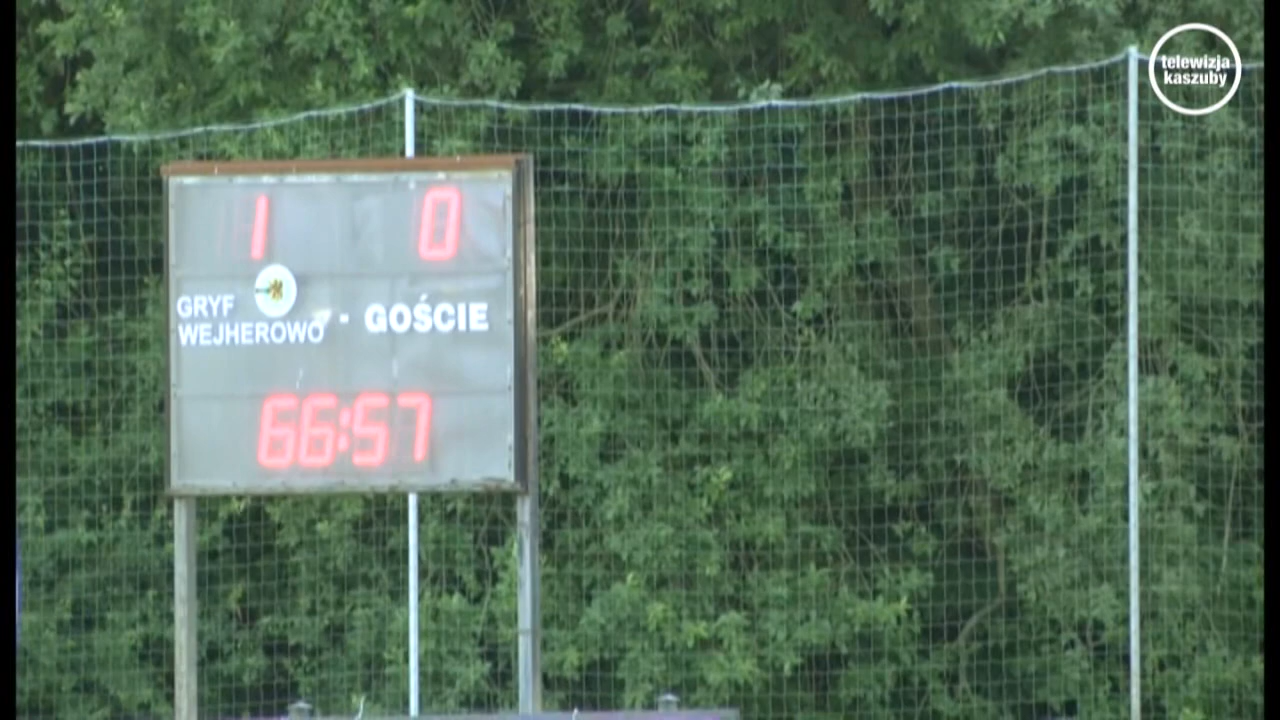 telewizja
kaszuby
1 0
GRYF
WEJHEROWO - GOŚCIE
66:57